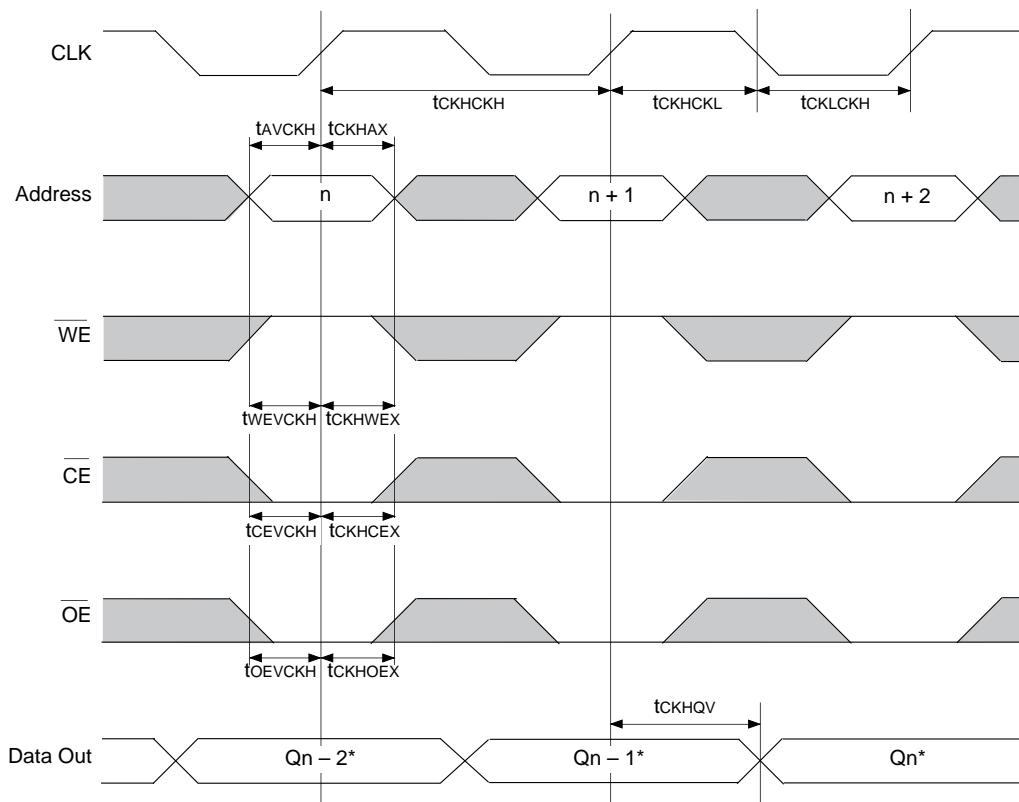 CLK
tCKHCKH
tCKHCKL
tCKLCKH
tAVCKH
tCKHAX
Address
n
n + 1
n + 2
WE
tWEVCKH
tCKHWEX
CE
tCEVCKH
tCKHCEX
OE
tOEVCKH
tCKHOEX
tCKHQV
Data Out
Qn – 2*
Qn – 1*
Qn*